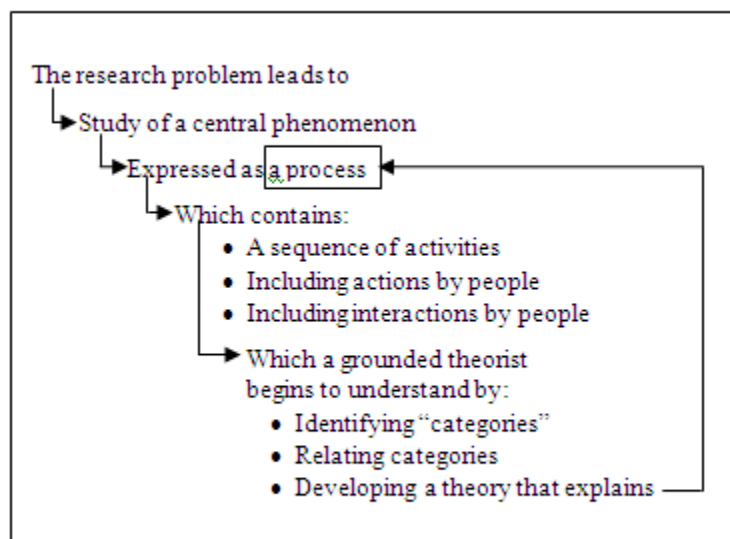 The research problem leads to
Study of a central phenomenon
Expressed as a process
Which contains:
• A sequence of activities
• Including actions by people
• Including interactions by people
Which a grounded theorist
begins to understand by:
• Identifying “categories”
• Relating categories
• Developing a theory that explains